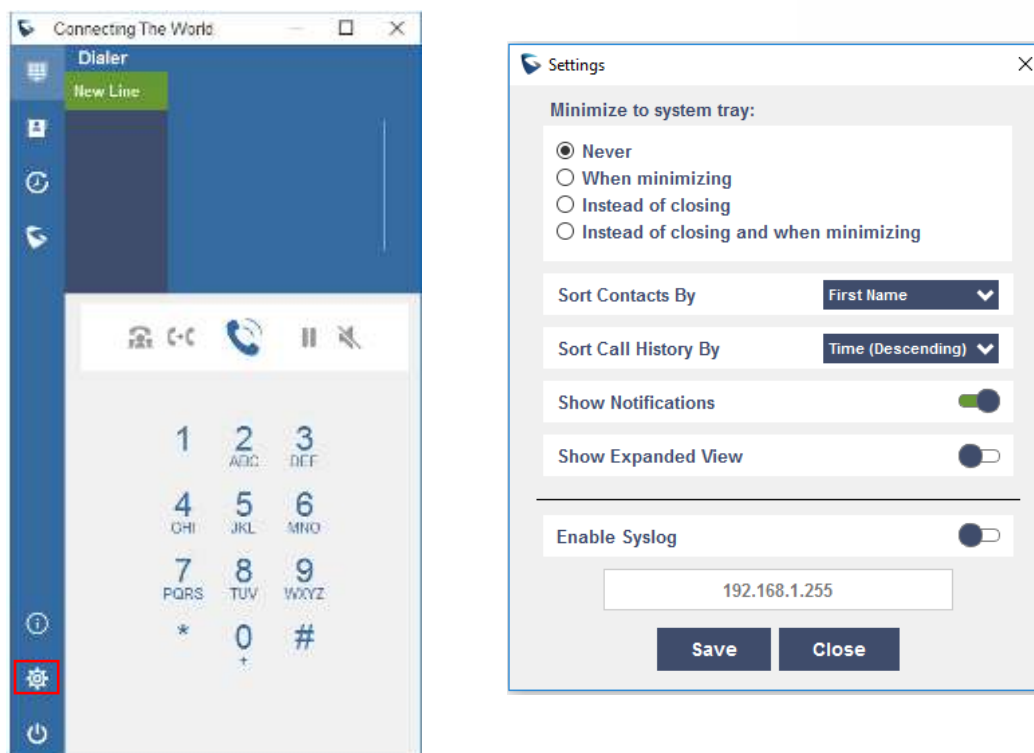 Connecting The World
Dialer
New Line
1 2 3
ABC DEF
4 5 6
GHI JKL MNO
7 8 9
PQRS TUV WXYZ
* 0 #
+
Settings
Minimize to system tray:
Never
When minimizing
Instead of closing
Instead of closing and when minimizing
Sort Contacts By First Name
Sort Call History By Time (Descending)
Show Notifications
Show Expanded View
Enable Syslog
192.168.1.255
Save Close